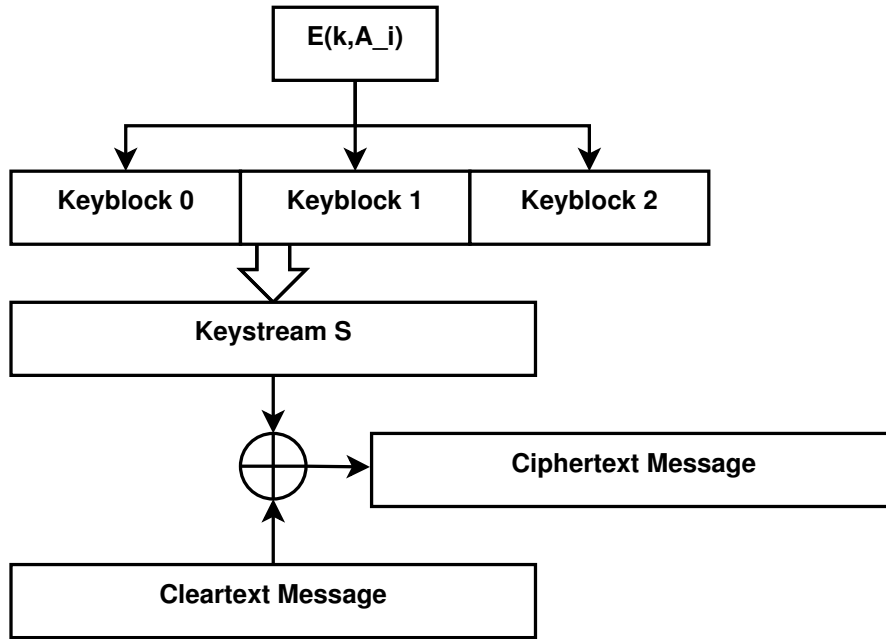 E(k,A_i)
Keyblock 0
Keyblock 1
Keyblock 2
Keystream S
Ciphertext Message
Cleartext Message